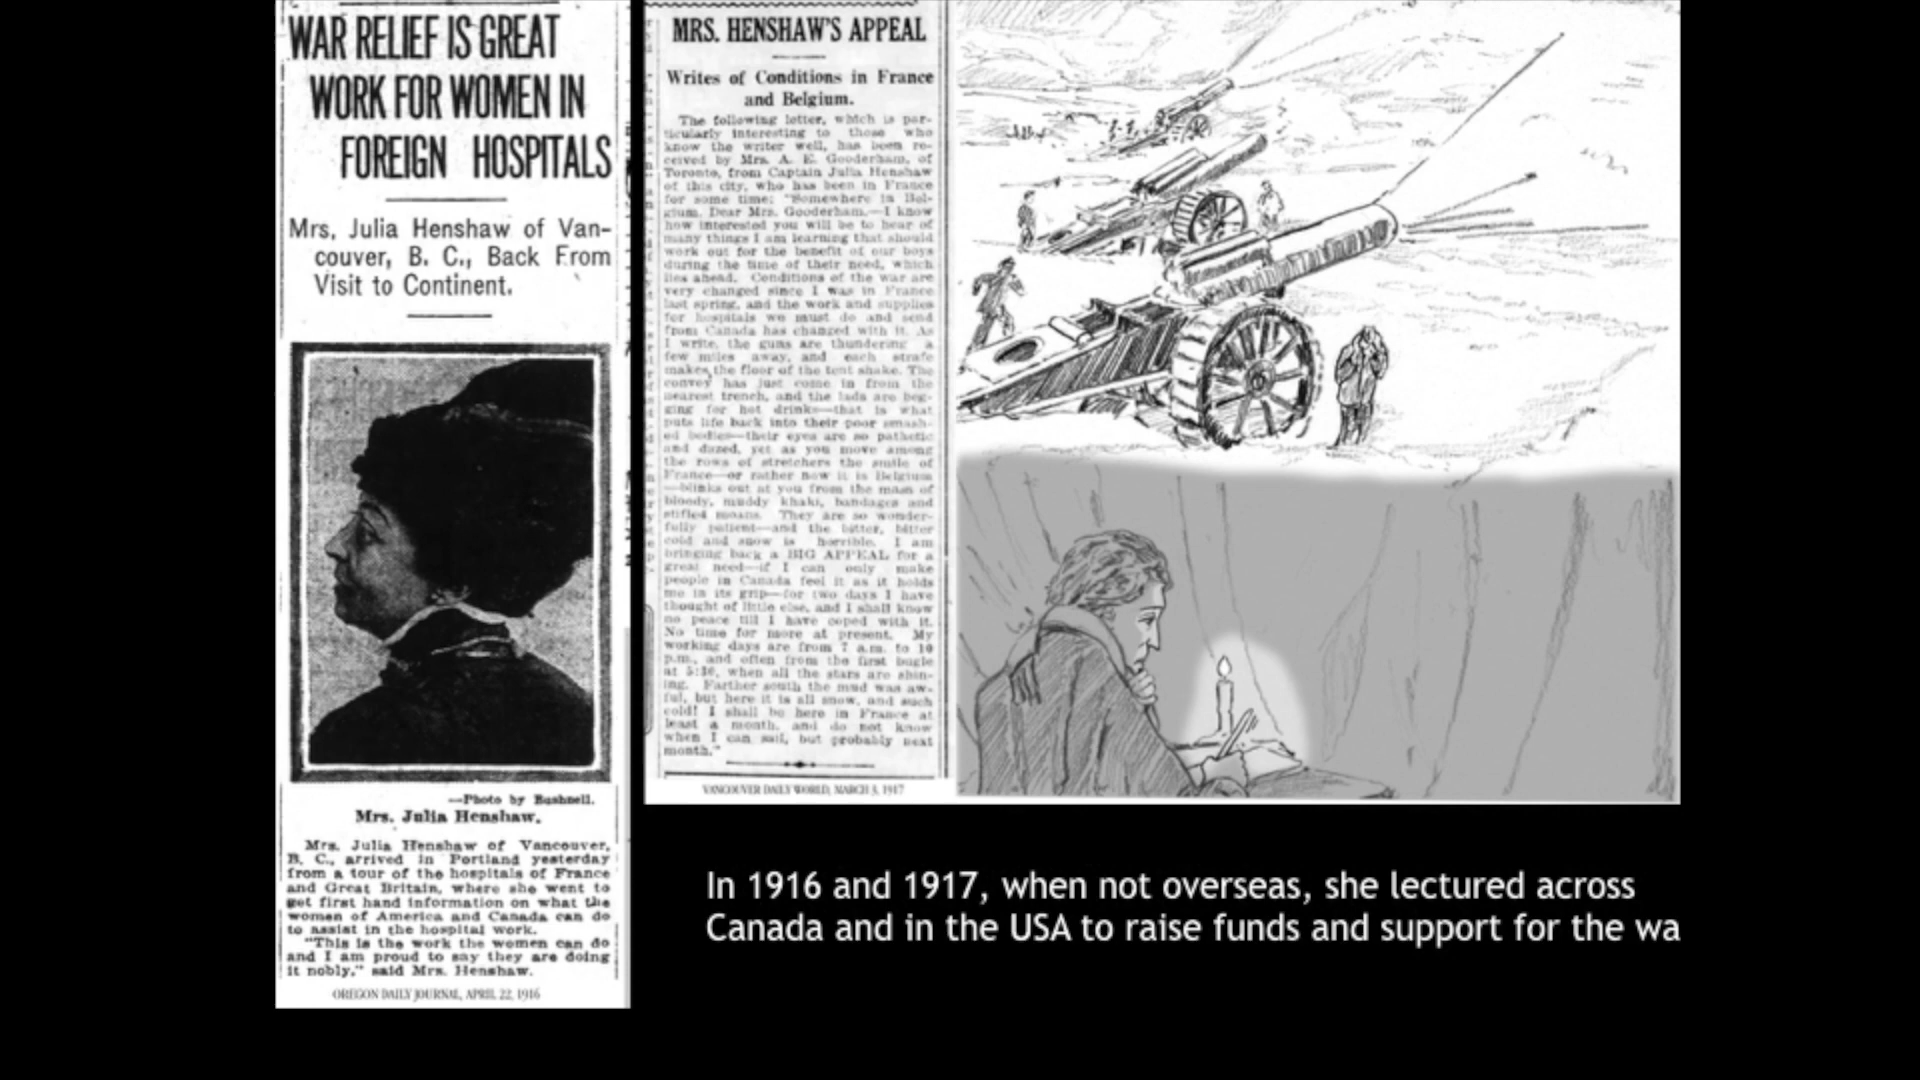 WAR RELIEF IS GREAT
WORK FOR WOMEN IN
FOREIGN HOSPITALS
Mrs, Julia Henshaw of Van-
couver, B. C., Back From
Visit to Continent.
—Photo by Bushnell.
Mrs. Julia Henshaw.
Mrs. Julia Henshaw of Vancouver,
B. C., arrived in Portland yesterday
from a tour of the hospitals of France
and Great Britain, where she went to
get first hand information on what the
women of America and Canada can do
to assist in the hospital work.
"This is the work the women can do
and I am proud to say they are doing
it nobly," said Mrs. Henshaw.
OREGON DAILY JOURNAL, APRIL 22, 1916
MRS. HENSHAW'S APPEAL
Writes of Conditions in France
and Belgium.
The following letter, which is par-
ticularly interesting to those who
know the writer well, has been re-
ceived by Mrs. A. E. Gooderham, of
Toronto, from Captain Julia Henshaw
of this city, who has been in France
for some time: "Somewhere in Bel-
gium. Dear Mrs. Gooderham.—I know
how interested you will be to hear of
many things I am learning that should
work out for the benefit of our boys
during the time of their need, which
lies ahead. Conditions of the war are
very changed since I was in France
last spring, and the work and supplies
for hospitals we must do and send
from Canada has changed with it. As
I write, the guns are thundering a
few miles away, and each strafe
makes the floor of the tent shake. The
convey has just come in from the
nearest trench, and the lads are beg-
ging for hot drinks—that is what
puts life back into their poor smash-
ed bodies—their eyes are so pathetic
and dazed, yet as you move among
the rows of stretchers the smile of
France—or rather now it is Belgium
—blinks out at you from the mass of
bloody, muddy khaki, bandages and
stifled moans. They are so wonder-
fully patient—and the bitter, bitter
cold and snow is horrible. I am
bringing back a BIG APPEAL for a
great need—if I can only make
people in Canada feel it as it holds
me in its grip—for two days I have
thought of little else, and I shall know
no peace till I have coped with it.
No time for more at present. My
working days are from 7 a.m. to 10
p.m., and often from the first bugle
at 5:30, when all the stars are shin-
ing. Farther south the mud was aw-
ful, but here it is all snow, and such
cold! I shall be here in France at
least a month, and do not know
when I can sail, but probably next
month."
VANCOUVER DAILY WORLD, MARCH 3, 1917
In 1916 and 1917, when not overseas, she lectured across
Canada and in the USA to raise funds and support for the wa